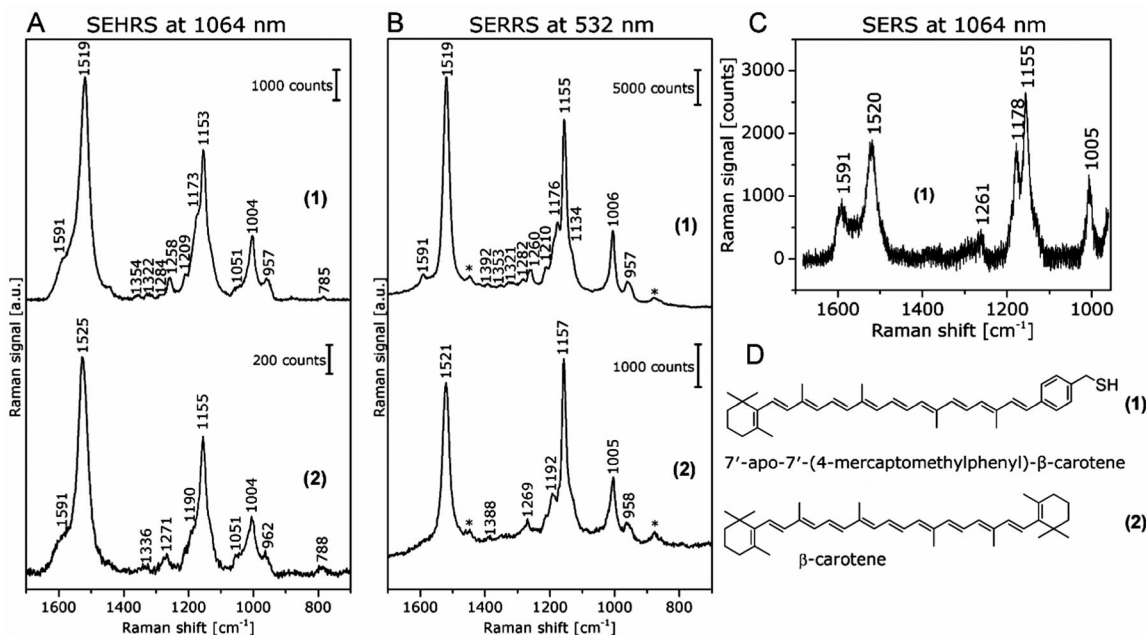 A
SEHRS at 1064 nm
1519
1000 counts
1153
1173
(1)
1591
1354
1322
1284
1258
1209
1051
1004
957
785
1525
200 counts
1155
(2)
1591
1336
1271
1190
1051
1004
962
788
Raman signal [a.u.]
Raman signal [a.u.]
1600 1400 1200 1000 800
Raman shift [cm-1]
B
SERRS at 532 nm
1519
5000 counts
1155
1176
1134
(1)
1591
*
1392
1353
1321
1282
1260
1210
1006
957
*
1521
1000 counts
1157
(2)
*
1388
1269
1192
1005
958
*
Raman signal [a.u.]
Raman signal [a.u.]
1600 1400 1200 1000 800
Raman shift [cm-1]
C
SERS at 1064 nm
3000
2000
1000
0
Raman signal [counts]
1591
1520
(1)
1261
1178
1155
1005
1600 1400 1200 1000
Raman shift [cm-1]
D
SH
(1)
7′-apo-7′-(4-mercaptomethylphenyl)-β-carotene
(2)
β-carotene